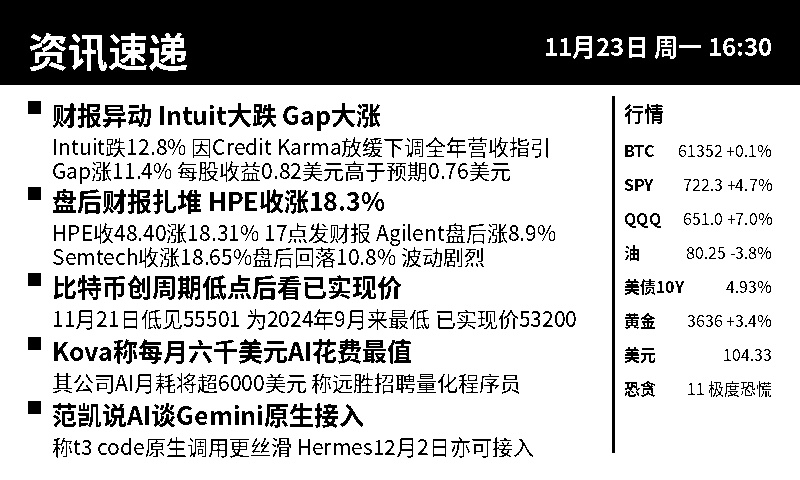 资讯速递
11月23日 周一 16:30
财报异动 Intuit大跌 Gap大涨
Intuit跌12.8% 因Credit Karma放缓下调全年营收指引
Gap涨11.4% 每股收益0.82美元高于预期0.76美元
盘后财报扎堆 HPE收涨18.3%
HPE收48.40涨18.31% 17点发财报 Agilent盘后涨8.9%
Semtech收涨18.65%盘后回落10.8% 波动剧烈
比特币创周期低点后看已实现价
11月21日低见55501 为2024年9月来最低 已实现价53200
Kova称每月六千美元AI花费最值
其公司AI月耗将超6000美元 称远胜招聘量化程序员
范凯说AI谈Gemini原生接入
称t3 code原生调用更丝滑 Hermes12月2日亦可接入
行情
BTC 61352 +0.1%
SPY 722.3 +4.7%
QQQ 651.0 +7.0%
油 80.25 -3.8%
美债10Y 4.93%
黄金 3636 +3.4%
美元 104.33
恐贪 11 极度恐慌